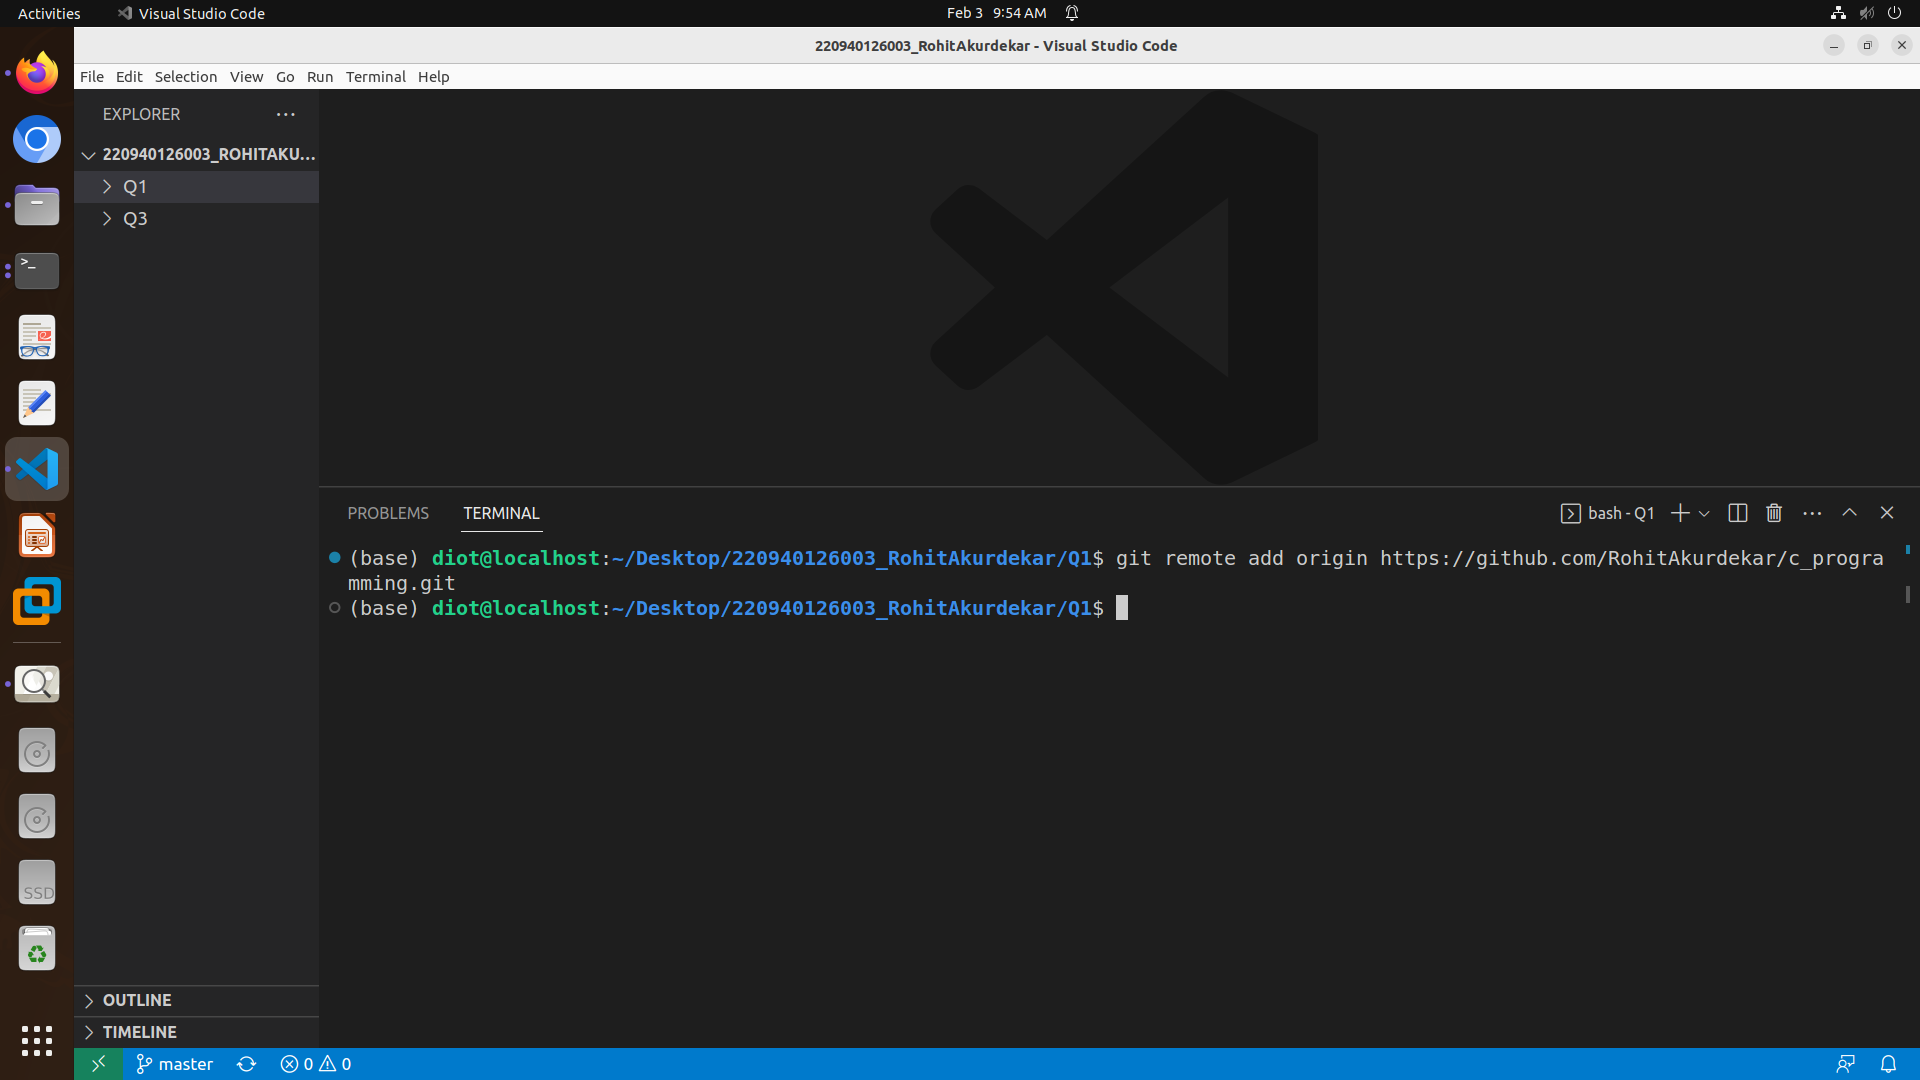 Activities
Visual Studio Code
Feb 3 9:54 AM
220940126003_RohitAkurdekar - Visual Studio Code
File Edit Selection View Go Run Terminal Help
EXPLORER
220940126003_ROHITAKU...
Q1
Q3
PROBLEMS TERMINAL
bash - Q1
(base) diot@localhost:~/Desktop/220940126003_RohitAkurdekar/Q1$ git remote add origin https://github.com/RohitAkurdekar/c_progra
mming.git
(base) diot@localhost:~/Desktop/220940126003_RohitAkurdekar/Q1$
SSD
OUTLINE
TIMELINE
master 0 0